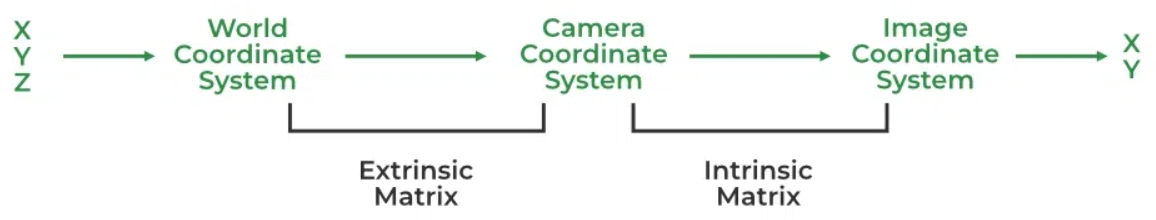 X
Y
Z
World
Coordinate
System
Camera
Coordinate
System
Image
Coordinate
System
X
Y
Extrinsic
Matrix
Intrinsic
Matrix